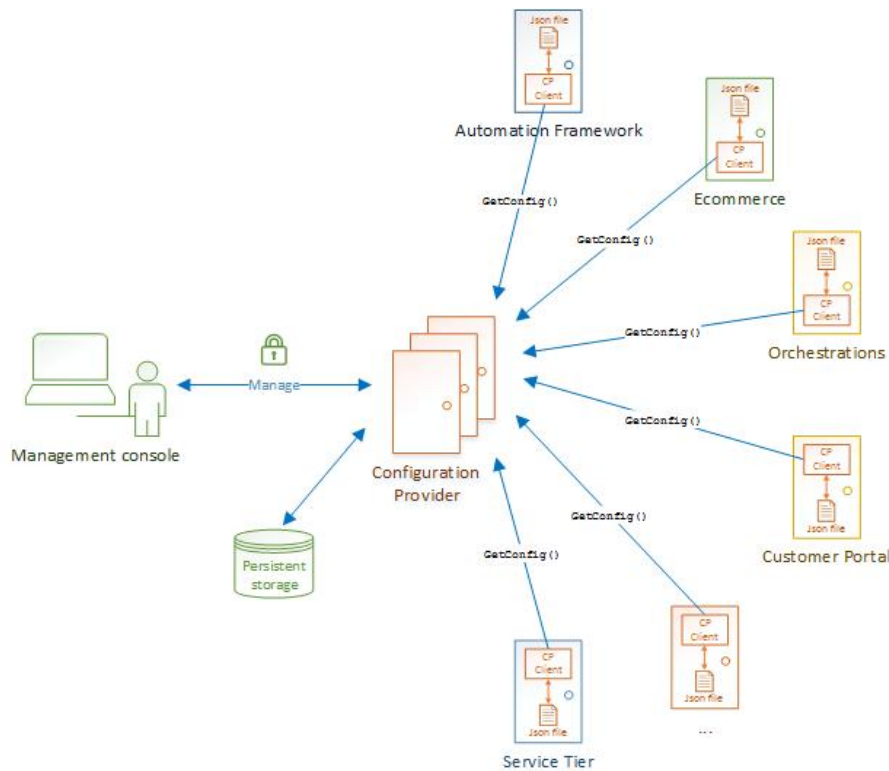 Json file
CP
Client
Automation Framework
Json file
CP
Client
Ecommerce
GetConfig()
GetConfig()
Json file
CP
Client
Orchestrations
GetConfig()
Manage
Management console
Configuration
Provider
GetConfig()
CP
Client
Json file
Customer Portal
GetConfig()
GetConfig()
Persistent
storage
CP
Client
Json file
...
CP
Client
Json file
Service Tier